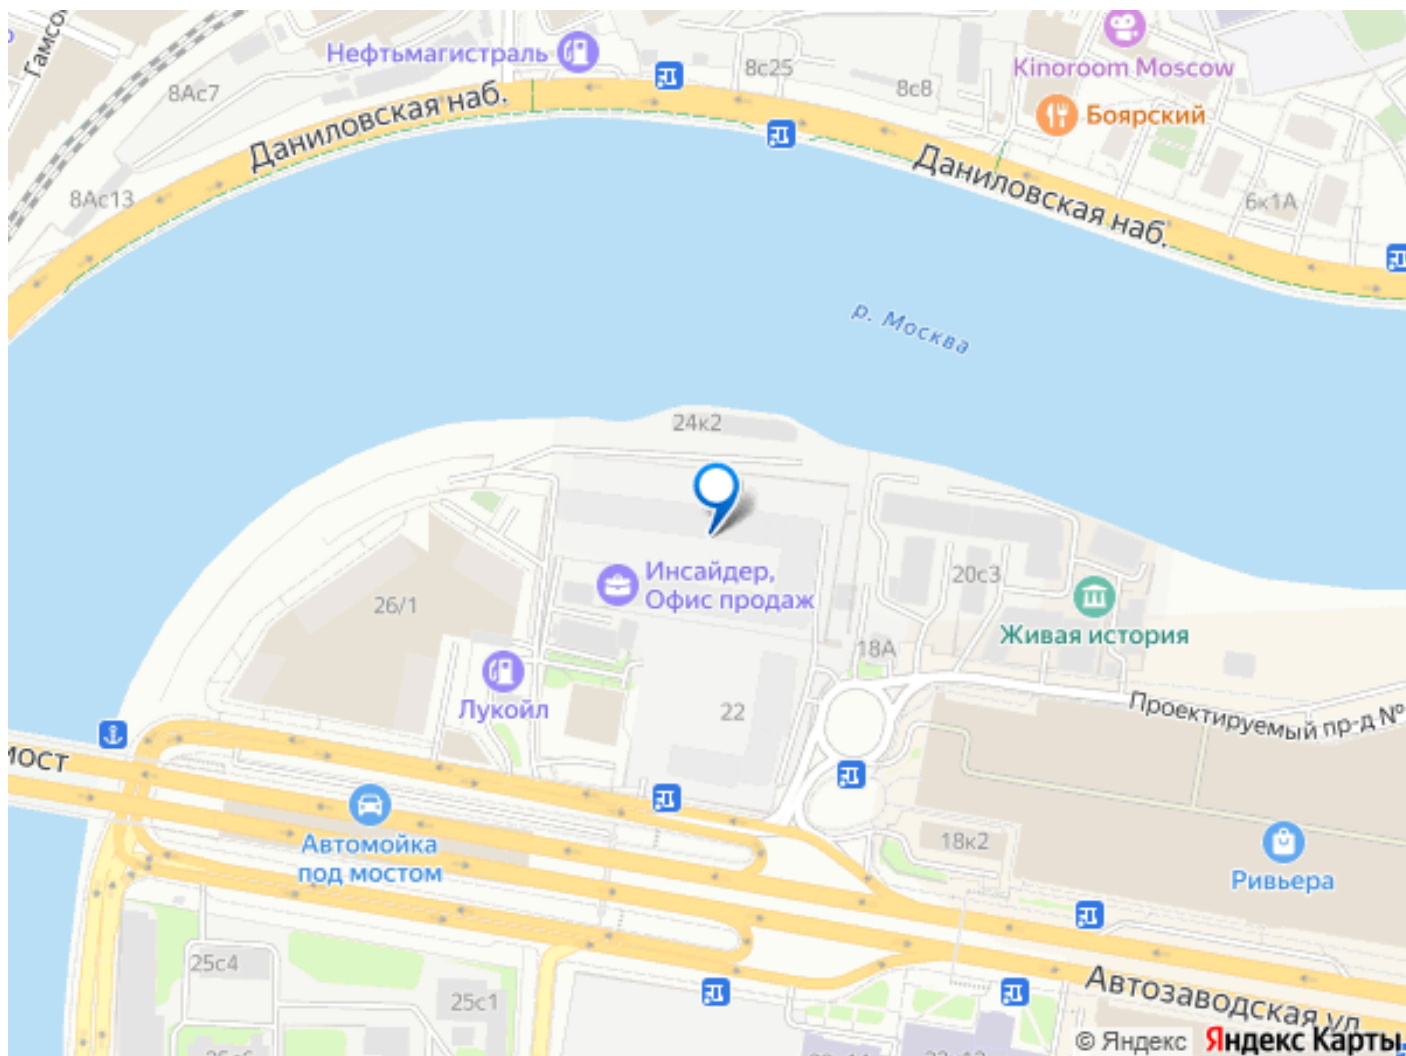 Нефтьмагистраль
8с25
8с8
Kinoroom Moscow
Боярский
8Ас7
Даниловская наб.
Даниловская наб.
8Ас13
6к1А
р. Москва
24к2
Инсайдер,
Офис продаж
20с3
26/1
Живая история
18А
Лукойл
22
Проектируемый пр-д №
мост
Автомойка
под мостом
18к2
Ривьера
25с4
25с1
Автозаводская ул.
© Яндекс Яндекс Карты